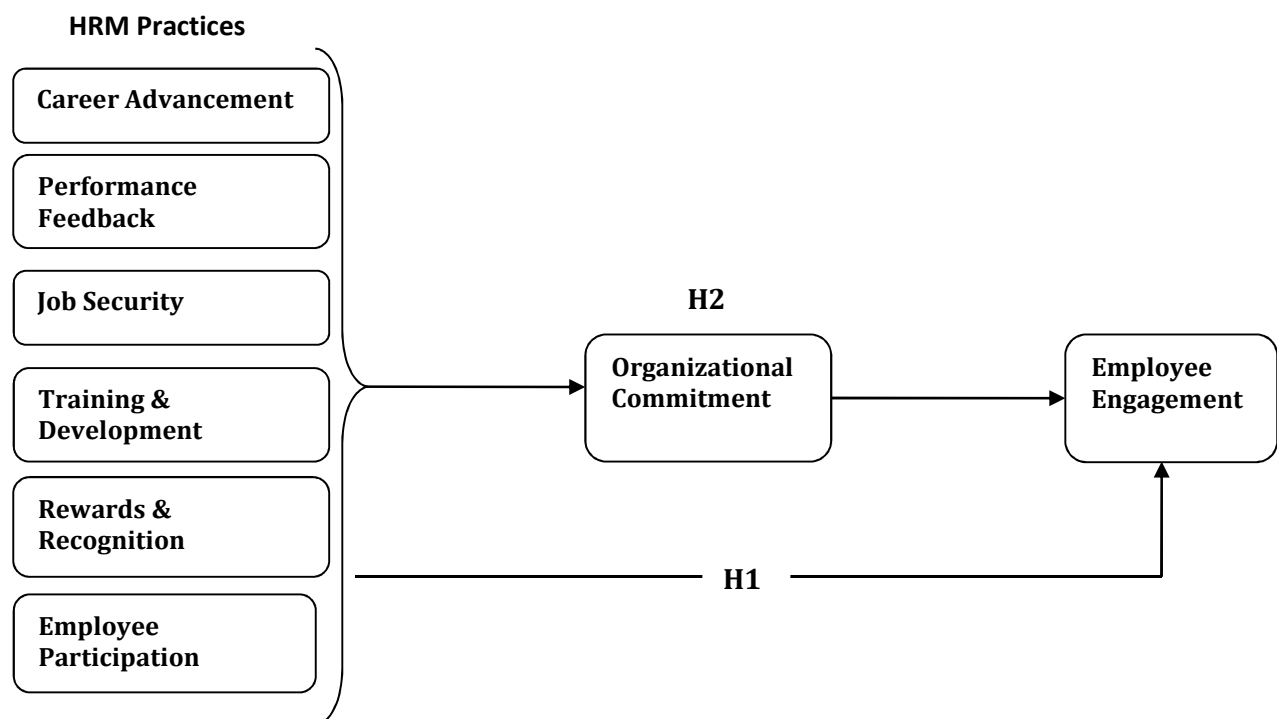 HRM Practices
Career Advancement
Performance
Feedback
Job Security
Training &
Development
Rewards &
Recognition
Employee
Participation
H2
Organizational
Commitment
Employee
Engagement
H1